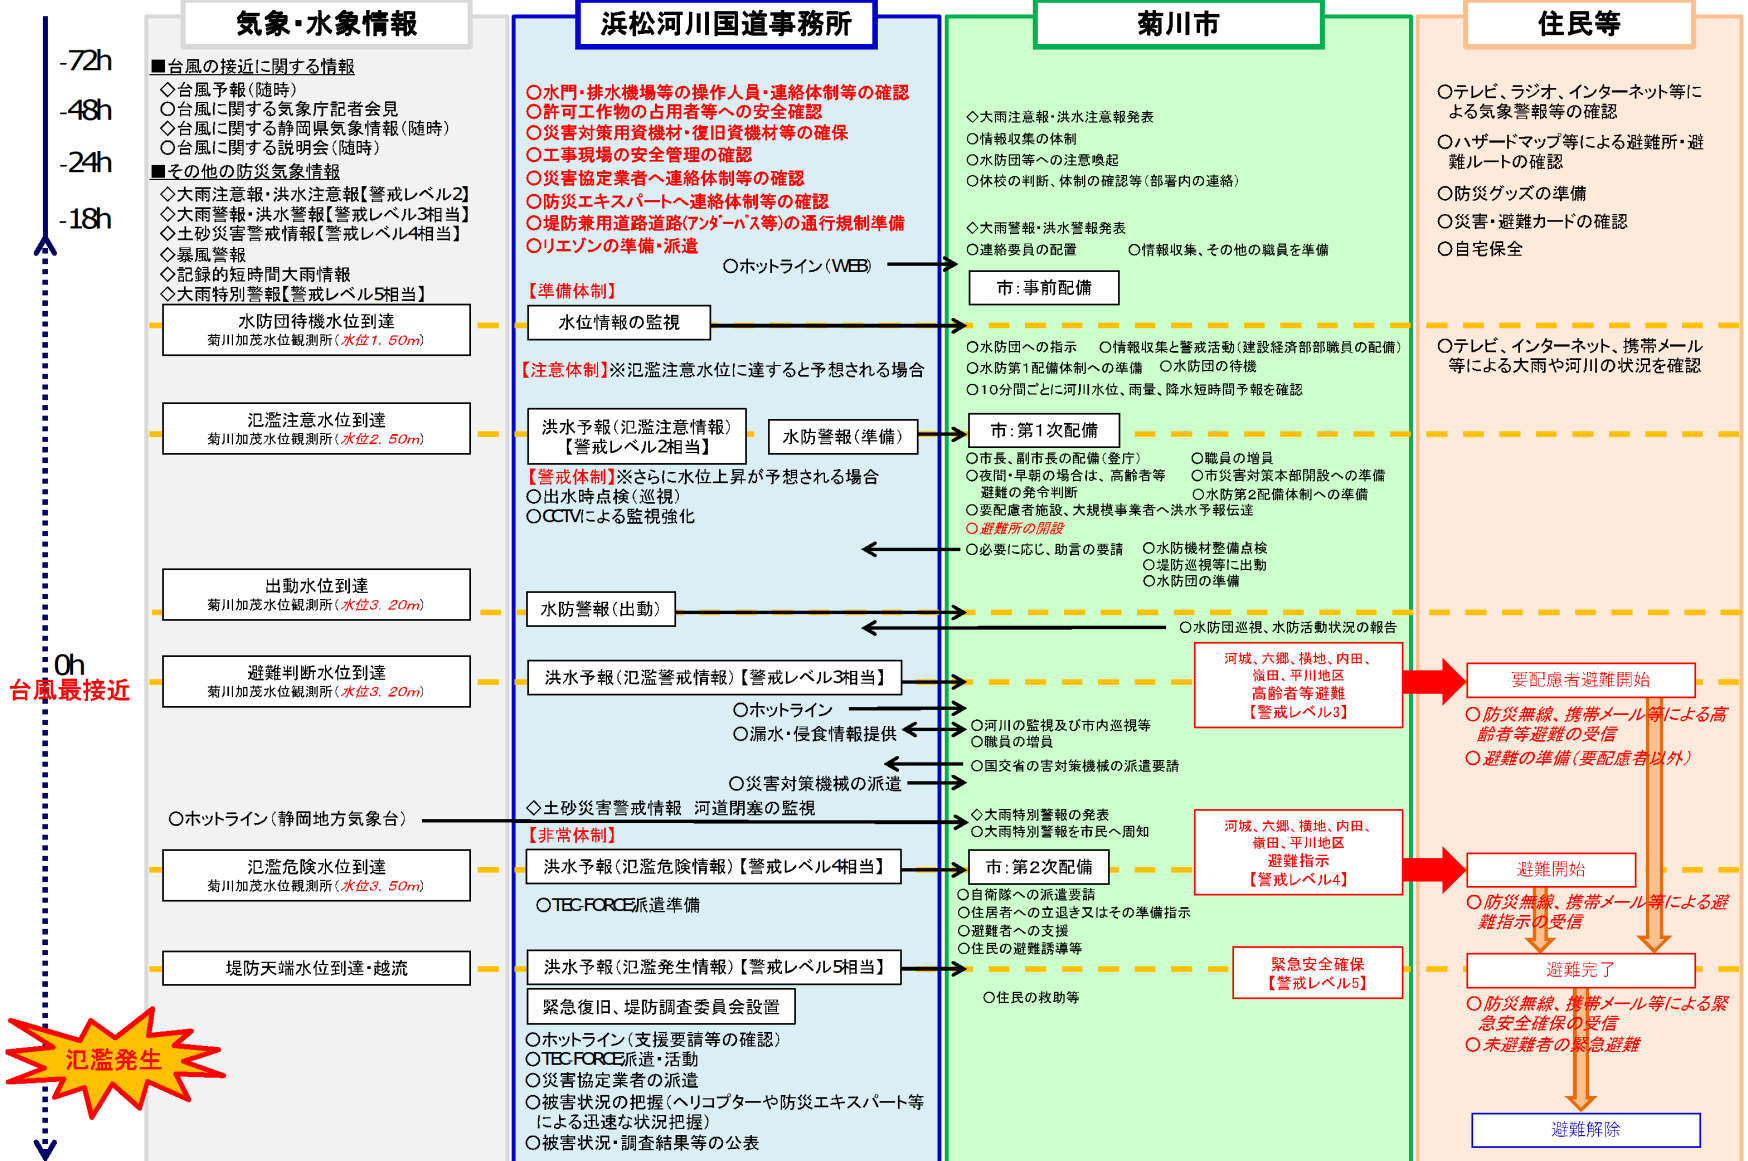 気象・水象情報
浜松河川国道事務所
菊川市
住民等
-72h
-48h
-24h
-18h
0h
台風最接近
氾濫発生
■台風の接近に関する情報
◇台風予報(随時)
○台風に関する気象庁記者会見
◇台風に関する静岡県気象情報(随時)
○台風に関する説明会(随時)
■その他の防災気象情報
◇大雨注意報・洪水注意報【警戒レベル2】
◇大雨警報・洪水警報【警戒レベル3相当】
◇土砂災害警戒情報【警戒レベル4相当】
◇暴風警報
◇記録的短時間大雨情報
◇大雨特別警報【警戒レベル5相当】
水防団待機水位到達
菊川加茂水位観測所(水位1.50m)
氾濫注意水位到達
菊川加茂水位観測所(水位2.50m)
出動水位到達
菊川加茂水位観測所(水位3.20m)
避難判断水位到達
菊川加茂水位観測所(水位3.20m)
○ホットライン(静岡地方気象台)
氾濫危険水位到達
菊川加茂水位観測所(水位3.50m)
堤防天端水位到達・越流
○水門・排水機場等の操作人員・連絡体制等の確認
○許可工作物の占用者等への安全確認
○災害対策用資機材・復旧資機材等の確保
○工事現場の安全管理の確認
○災害協定業者へ連絡体制等の確認
○防災エキスパートへ連絡体制等の確認
○堤防兼用道路道路(アンダーパス等)の通行規制準備
○リエゾンの準備・派遣
○ホットライン(WEB)
【準備体制】
水位情報の監視
【注意体制】※氾濫注意水位に達すると予想される場合
洪水予報(氾濫注意情報)
【警戒レベル2相当】
水防警報(準備)
【警戒体制】※さらに水位上昇が予想される場合
○出水時点検(巡視)
○CCTVによる監視強化
水防警報(出動)
洪水予報(氾濫警戒情報)【警戒レベル3相当】
○ホットライン
○漏水・侵食情報提供
○災害対策機械の派遣
◇土砂災害警戒情報 河道閉塞の監視
【非常体制】
洪水予報(氾濫危険情報)【警戒レベル4相当】
○TEC-FORCE派遣準備
洪水予報(氾濫発生情報)【警戒レベル5相当】
緊急復旧、堤防調査委員会設置
○ホットライン(支援要請等の確認)
○TEC-FORCE派遣・活動
○災害協定業者の派遣
○被害状況の把握(ヘリコプターや防災エキスパート等
による迅速な状況把握)
○被害状況・調査結果等の公表
◇大雨注意報・洪水注意報発表
○情報収集の体制
○水防団等への注意喚起
○休校の判断、体制の確認等(部署内の連絡)
◇大雨警報・洪水警報発表
○連絡要員の配置 ○情報収集、その他の職員を準備
市:事前配備
○水防団への指示 ○情報収集と警戒活動(建設経済部部職員の配備)
○水防第1配備体制への準備 ○水防団の待機
○10分間ごとに河川水位、雨量、降水短時間予報を確認
市:第1次配備
○市長、副市長の配備(登庁) ○職員の増員
○夜間・早朝の場合は、高齢者等 ○市災害対策本部開設への準備
避難の発令判断 ○水防第2配備体制への準備
○要配慮者施設、大規模事業者へ洪水予報伝達
○避難所の開設
○必要に応じ、助言の要請 ○水防機材整備点検
○堤防巡視等に出動
○水防団の準備
○水防団巡視、水防活動状況の報告
河城、六郷、横地、内田、
嶺田、平川地区
高齢者等避難
【警戒レベル3】
○河川の監視及び市内巡視等
○職員の増員
○国交省の害対策機械の派遣要請
◇大雨特別警報の発表
○大雨特別警報を市民へ周知
河城、六郷、横地、内田、
嶺田、平川地区
避難指示
【警戒レベル4】
市:第2次配備
○自衛隊への派遣要請
○住居者への立退き又はその準備指示
○避難者への支援
○住民の避難誘導等
緊急安全確保
【警戒レベル5】
○住民の救助等
○テレビ、ラジオ、インターネット等に
よる気象警報等の確認
○ハザードマップ等による避難所・避
難ルートの確認
○防災グッズの準備
○災害・避難カードの確認
○自宅保全
○テレビ、インターネット、携帯メール
等による大雨や河川の状況を確認
要配慮者避難開始
○防災無線、携帯メール等による高
齢者等避難の受信
○避難の準備(要配慮者以外)
避難開始
○防災無線、携帯メール等による避
難指示の受信
避難完了
○防災無線、携帯メール等による緊
急安全確保の受信
○未避難者の緊急避難
避難解除